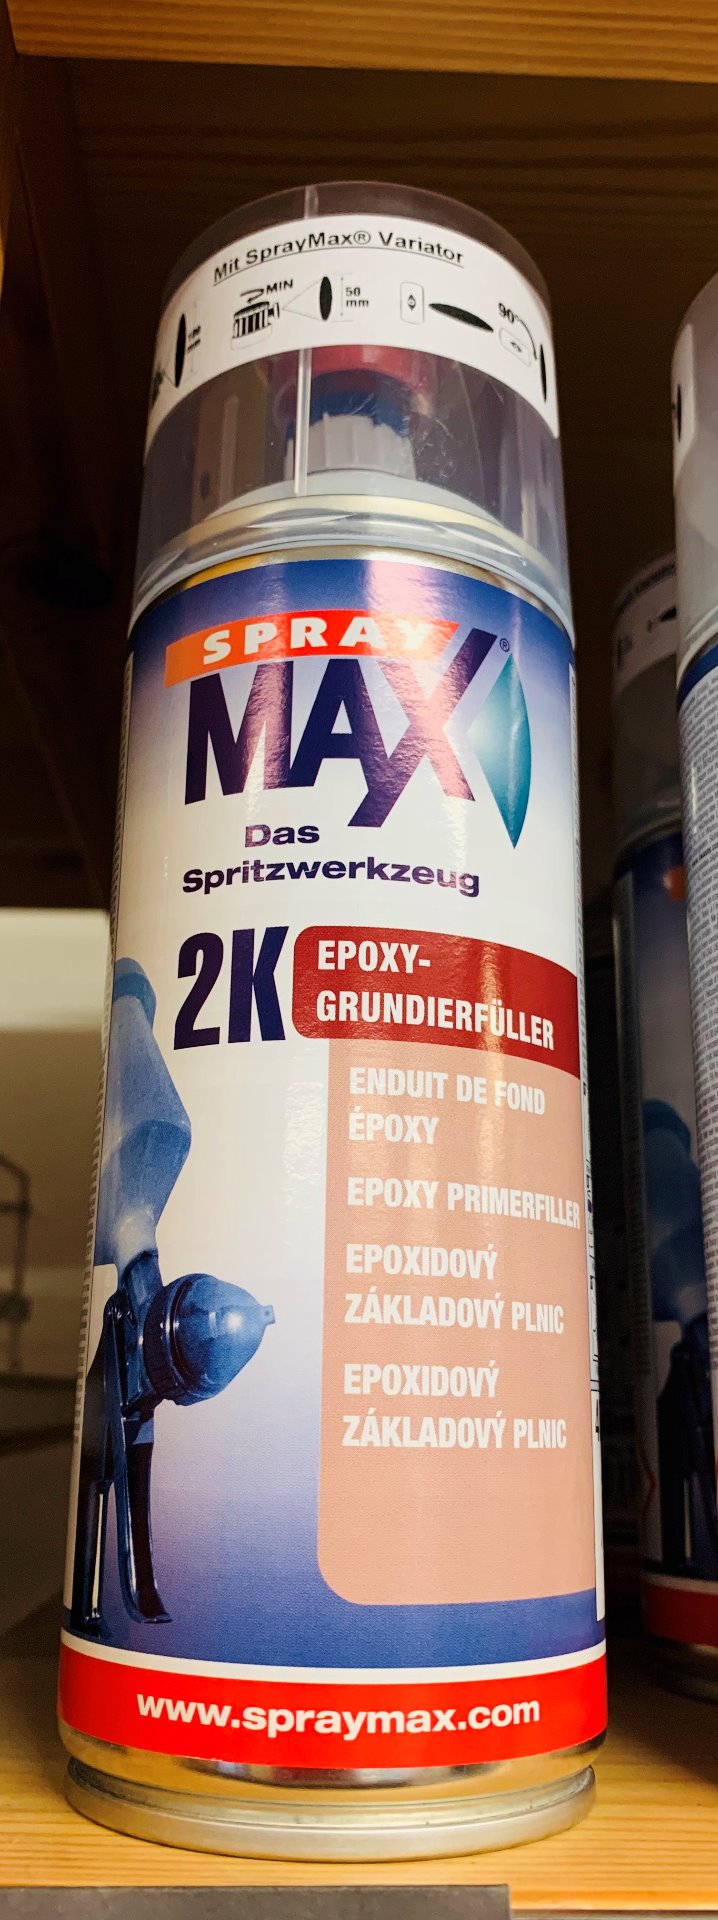 Mit SprayMax® Variator
MIN
50
mm
90°
SPRAY
MAX®
Das
Spritzwerkzeug
2K
EPOXY-
GRUNDIERFÜLLER
ENDUIT DE FOND
ÉPOXY
EPOXY PRIMERFILLER
EPOXIDOVÝ
ZÁKLADOVÝ PLNIC
EPOXIDOVÝ
ZÁKLADOVÝ PLNIC
www.spraymax.com